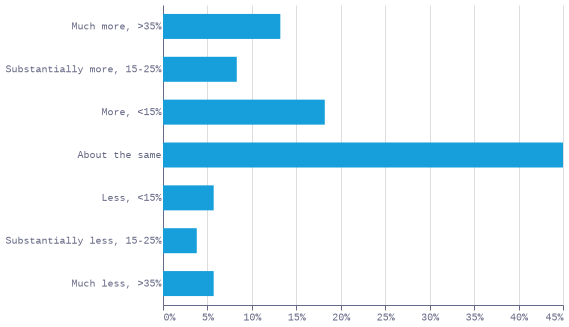 Much more, >35%
Substantially more, 15-25%
More, <15%
About the same
Less, <15%
Substantially less, 15-25%
Much less, >35%
0% 5% 10% 15% 20% 25% 30% 35% 40% 45%